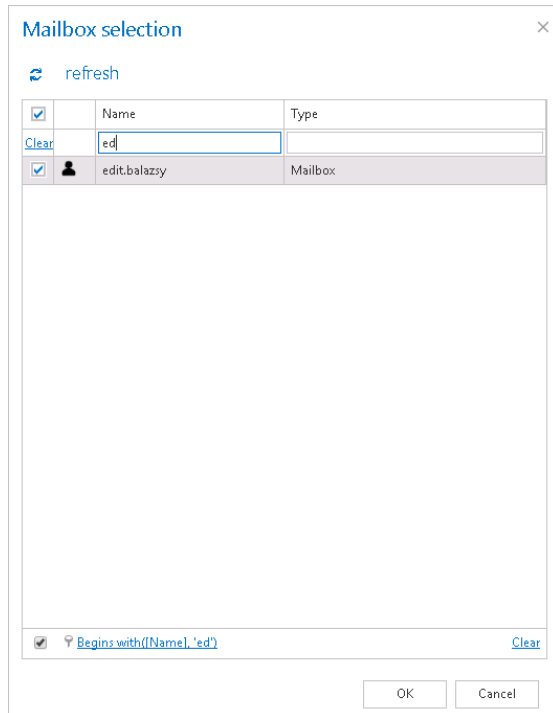 Mailbox selection
refresh
Name Type
Clear ed
edit.balazsy Mailbox
Begins with([Name], 'ed') Clear
OK Cancel